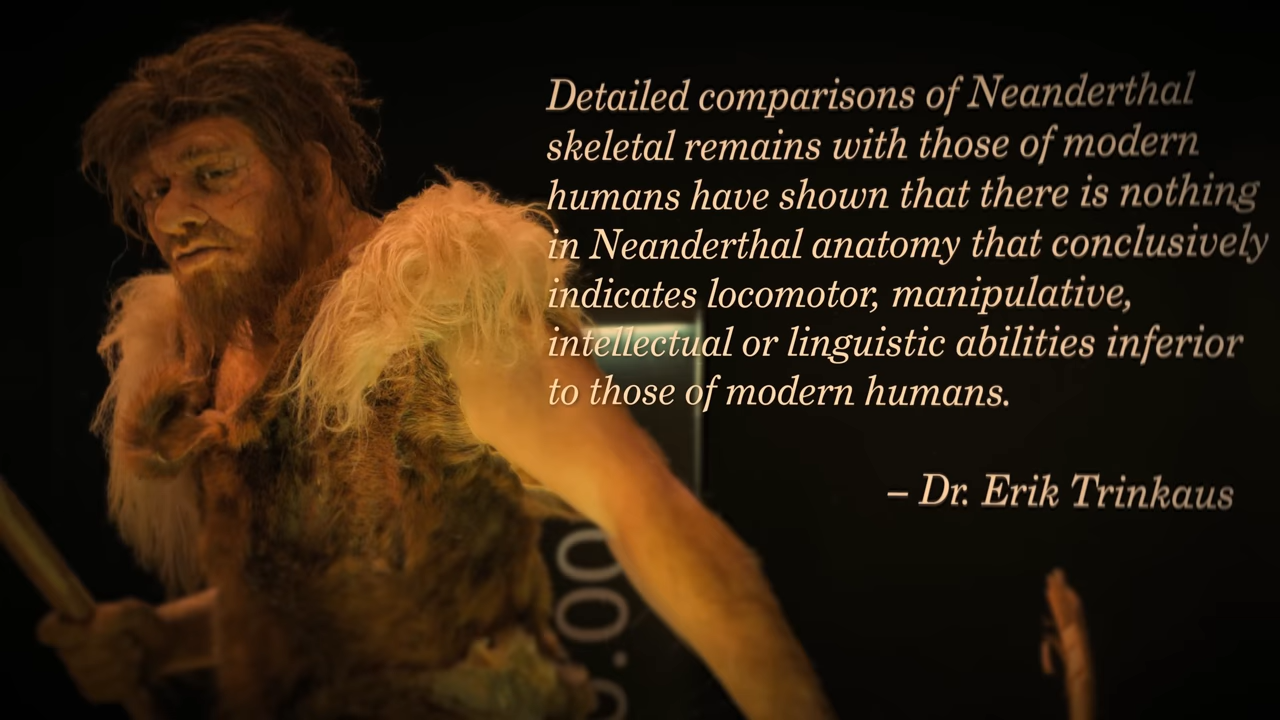 Detailed comparisons of Neanderthal
skeletal remains with those of modern
humans have shown that there is nothing
in Neanderthal anatomy that conclusively
indicates locomotor, manipulative,
intellectual or linguistic abilities inferior
to those of modern humans.
– Dr. Erik Trinkaus